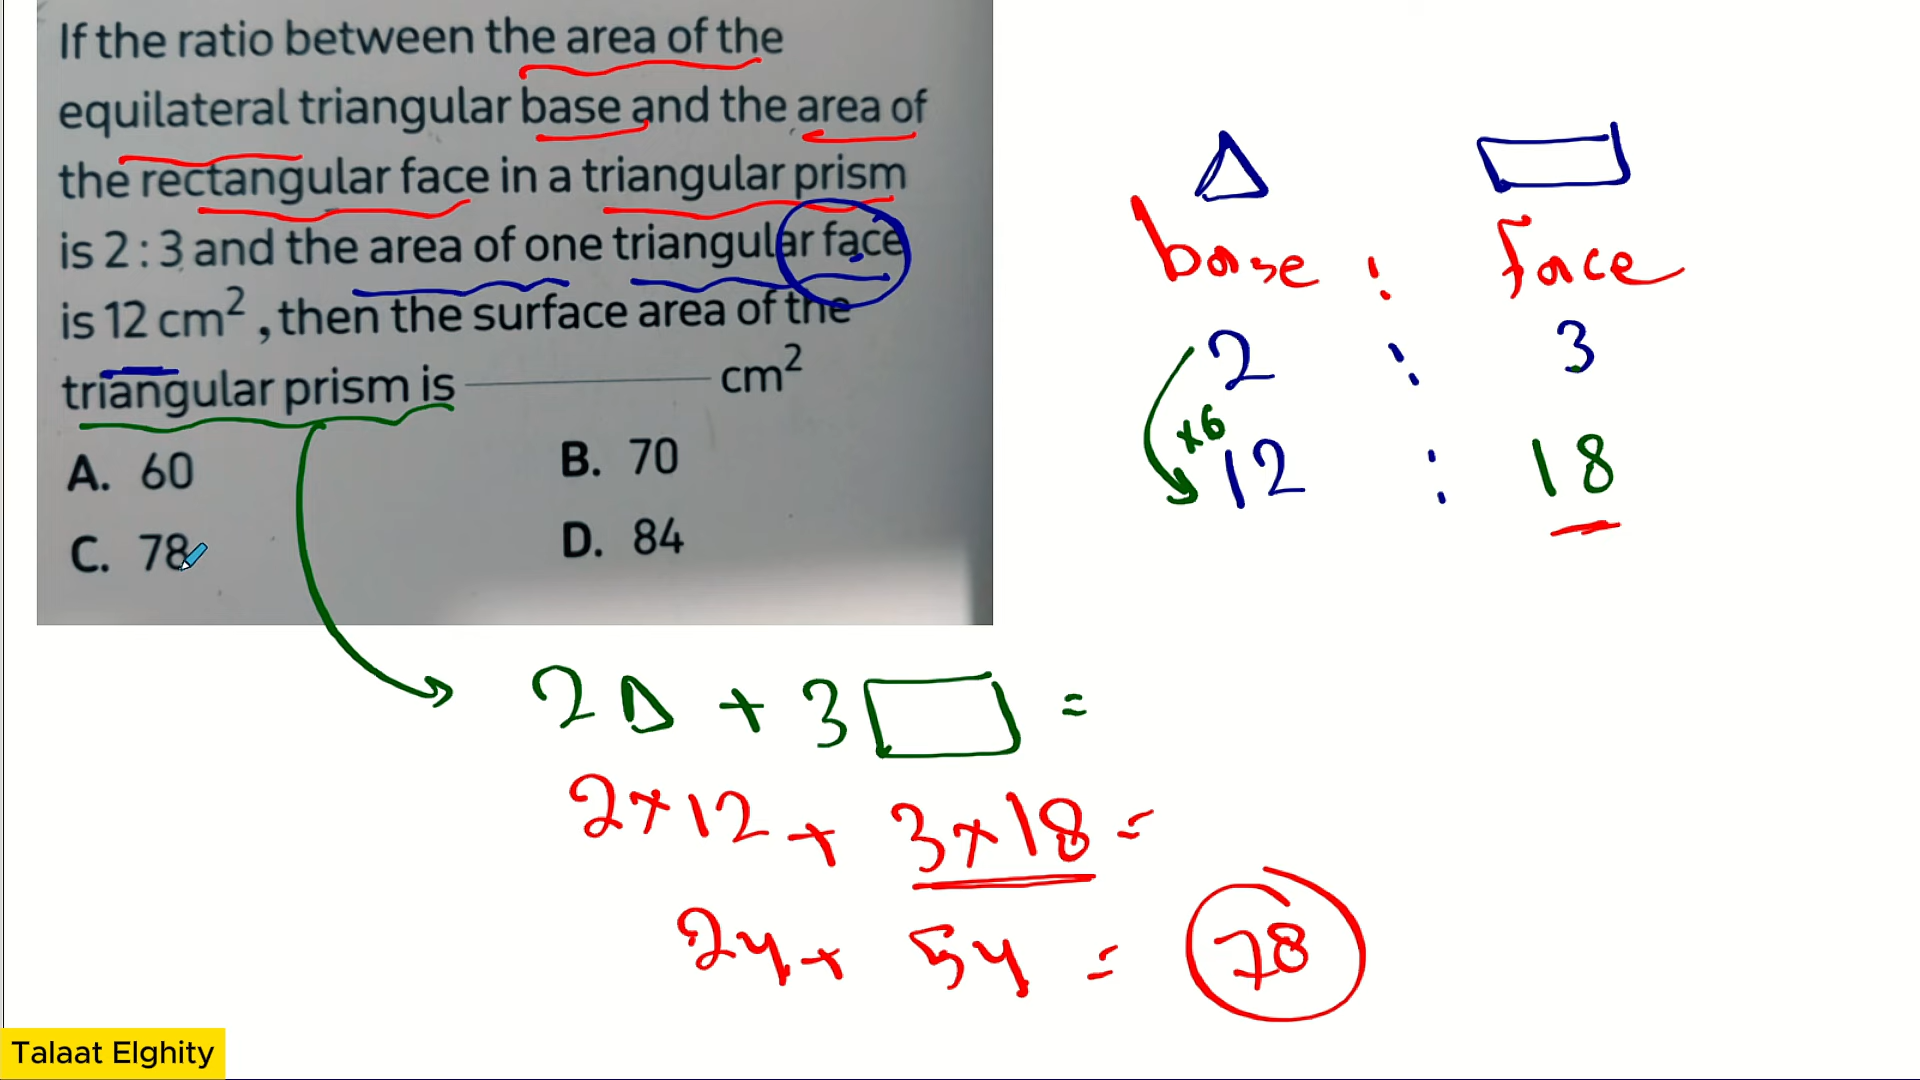 If the ratio between the area of the
equilateral triangular base and the area of
the rectangular face in a triangular prism
is 2 : 3 and the area of one triangular face
is 12 cm² , then the surface area of the
triangular prism is ———— cm²
A. 60
B. 70
C. 78
D. 84
base : face
2 : 3
×6
12 : 18
2 + 3 =
2×12 + 3×18 =
24 + 54 = 78
Talaat Elghity